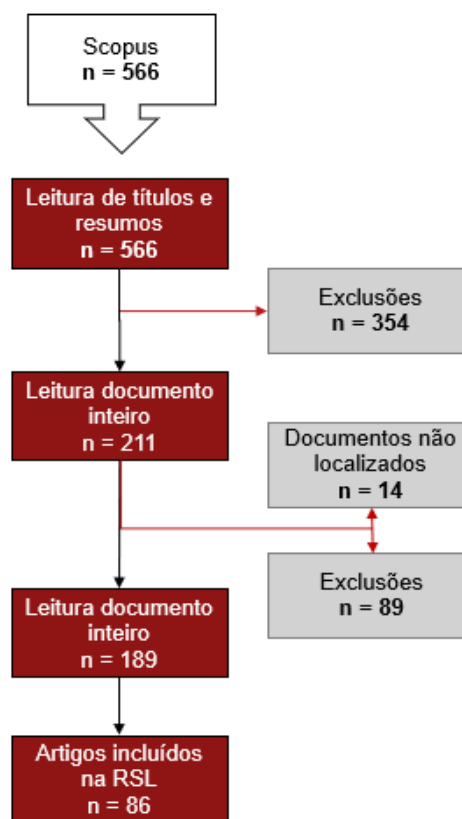 Scopus
n = 566
Leitura de títulos e
resumos
n = 566
Exclusões
n = 354
Leitura documento
inteiro
n = 211
Documentos não
localizados
n = 14
Exclusões
n = 89
Leitura documento
inteiro
n = 189
Artigos incluídos
na RSL
n = 86